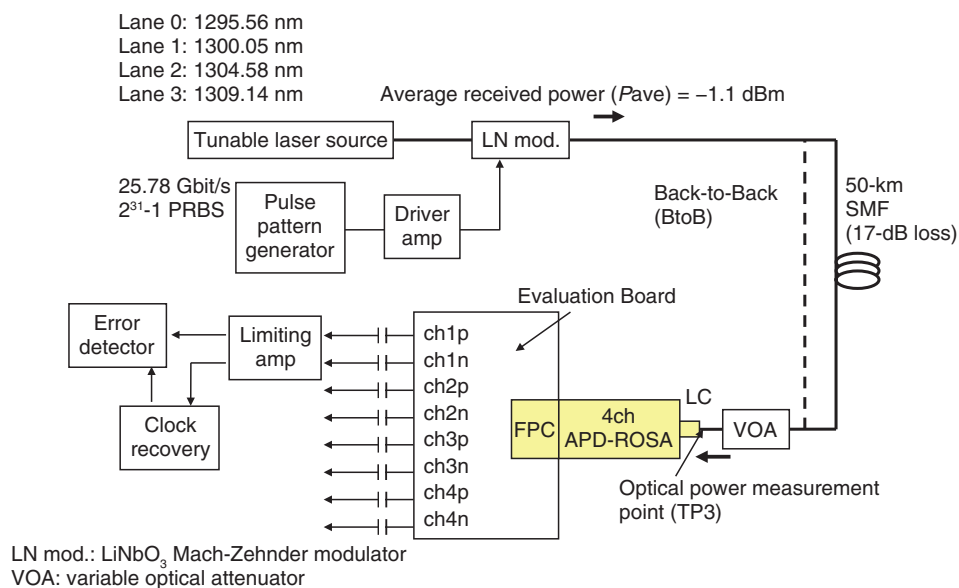 Lane 0: 1295.56 nm
Lane 1: 1300.05 nm
Lane 2: 1304.58 nm
Lane 3: 1309.14 nm
Average received power (Pave) = −1.1 dBm
Tunable laser source
LN mod.
25.78 Gbit/s
2³¹-1 PRBS
Pulse
pattern
generator
Driver
amp
Back-to-Back
(BtoB)
50-km
SMF
(17-dB loss)
Evaluation Board
Error
detector
Limiting
amp
Clock
recovery
ch1p
ch1n
ch2p
ch2n
ch3p
ch3n
ch4p
ch4n
FPC
4ch
APD-ROSA
LC
VOA
Optical power measurement
point (TP3)
LN mod.: LiNbO₃ Mach-Zehnder modulator
VOA: variable optical attenuator